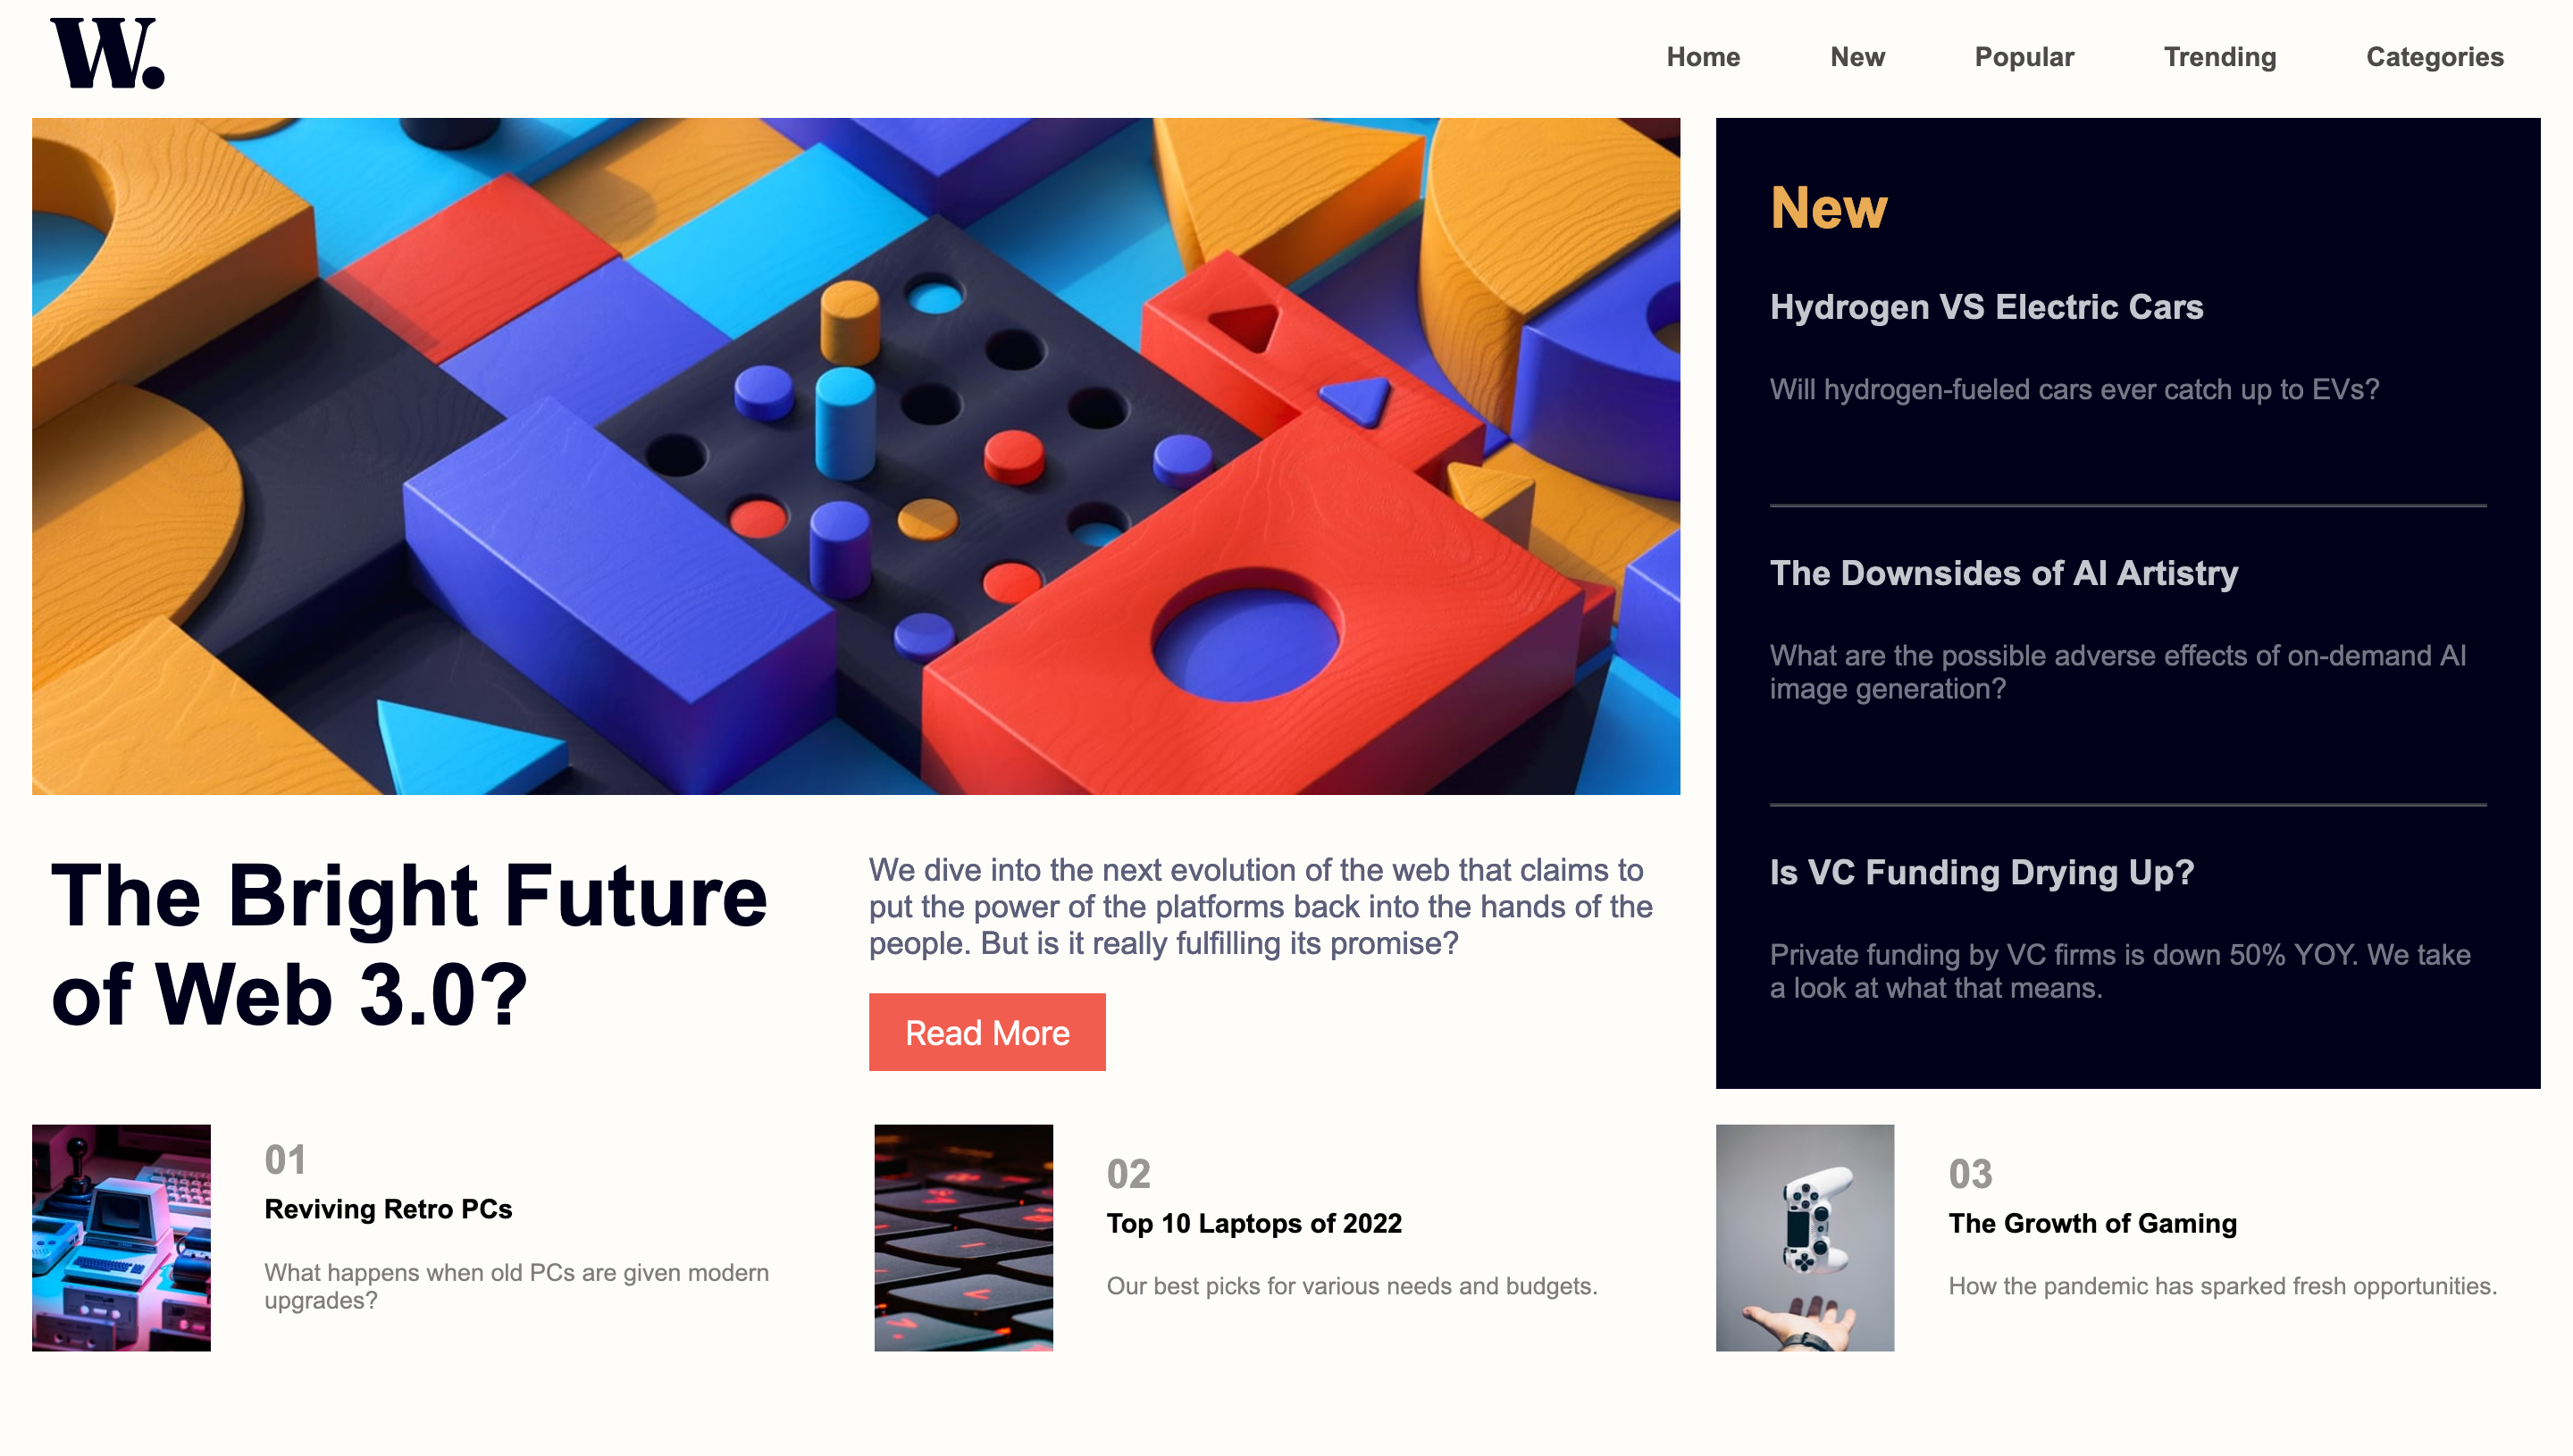 W.
Home New Popular Trending Categories
New
Hydrogen VS Electric Cars
Will hydrogen-fueled cars ever catch up to EVs?
The Downsides of AI Artistry
What are the possible adverse effects of on-demand AI
image generation?
Is VC Funding Drying Up?
Private funding by VC firms is down 50% YOY. We take
a look at what that means.
The Bright Future
of Web 3.0?
We dive into the next evolution of the web that claims to
put the power of the platforms back into the hands of the
people. But is it really fulfilling its promise?
Read More
01
Reviving Retro PCs
What happens when old PCs are given modern
upgrades?
02
Top 10 Laptops of 2022
Our best picks for various needs and budgets.
03
The Growth of Gaming
How the pandemic has sparked fresh opportunities.